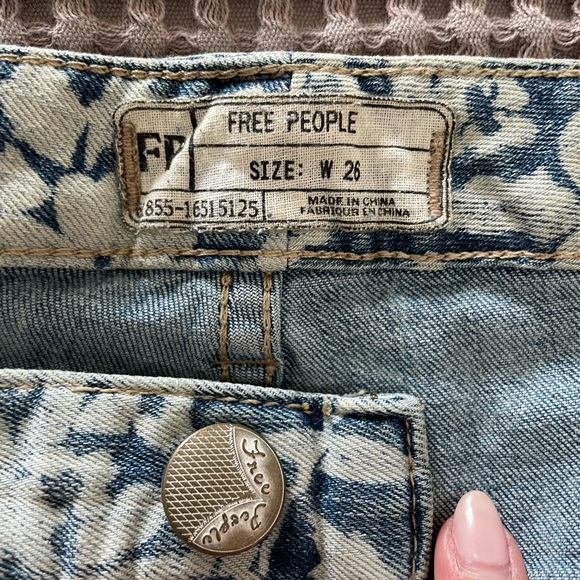 FP
FREE PEOPLE
SIZE: W 26
855-16515125
MADE IN CHINA
FABRIQUE EN CHINA
Free
People